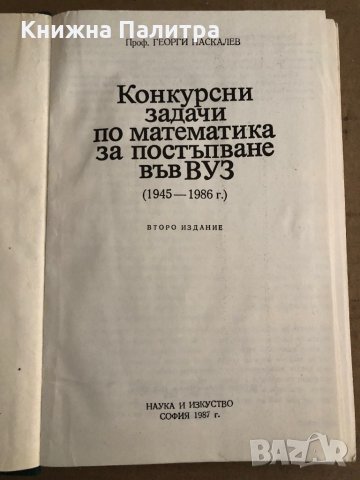 Книжна Палитра
Проф. ГЕОРГИ ПАСКАЛЕВ
Конкурсни
задачи
по математика
за постъпване
във ВУЗ
(1945 — 1986 г.)
ВТОРО ИЗДАНИЕ
НАУКА И ИЗКУСТВО
СОФИЯ 1987 г.
BAZAR